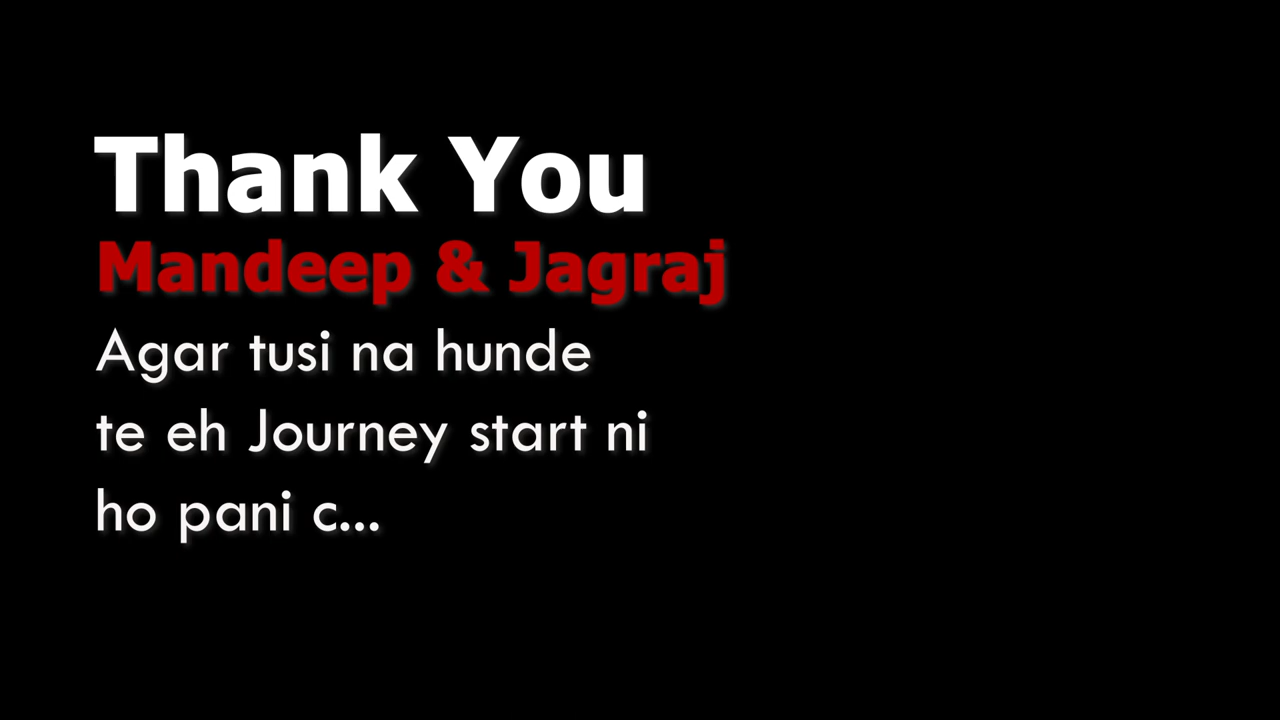 Thank You
Mandeep & Jagraj
Agar tusi na hunde
te eh Journey start ni
ho pani c...